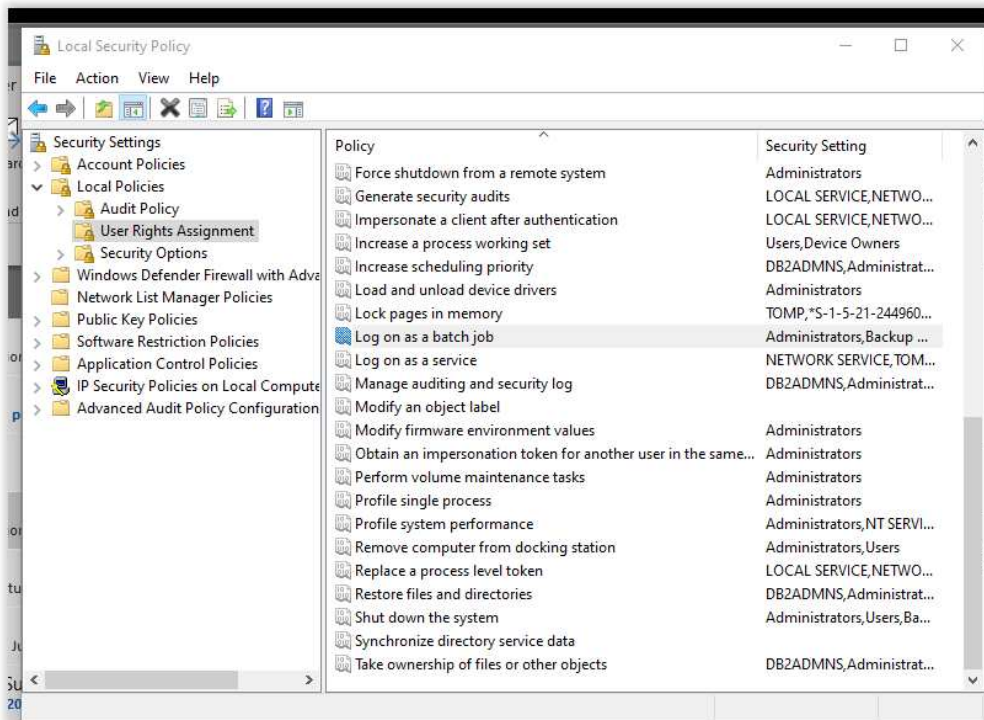 Local Security Policy
File Action View Help
Security Settings
Account Policies
Local Policies
Audit Policy
User Rights Assignment
Security Options
Windows Defender Firewall with Adva
Network List Manager Policies
Public Key Policies
Software Restriction Policies
Application Control Policies
IP Security Policies on Local Compute
Advanced Audit Policy Configuration
Policy Security Setting
Force shutdown from a remote system Administrators
Generate security audits LOCAL SERVICE,NETWO...
Impersonate a client after authentication LOCAL SERVICE,NETWO...
Increase a process working set Users,Device Owners
Increase scheduling priority DB2ADMNS,Administrat...
Load and unload device drivers Administrators
Lock pages in memory TOMP,*S-1-5-21-244960...
Log on as a batch job Administrators,Backup ...
Log on as a service NETWORK SERVICE,TOM...
Manage auditing and security log DB2ADMNS,Administrat...
Modify an object label
Modify firmware environment values Administrators
Obtain an impersonation token for another user in the same... Administrators
Perform volume maintenance tasks Administrators
Profile single process Administrators
Profile system performance Administrators,NT SERVI...
Remove computer from docking station Administrators,Users
Replace a process level token LOCAL SERVICE,NETWO...
Restore files and directories DB2ADMNS,Administrat...
Shut down the system Administrators,Users,Ba...
Synchronize directory service data
Take ownership of files or other objects DB2ADMNS,Administrat...
20